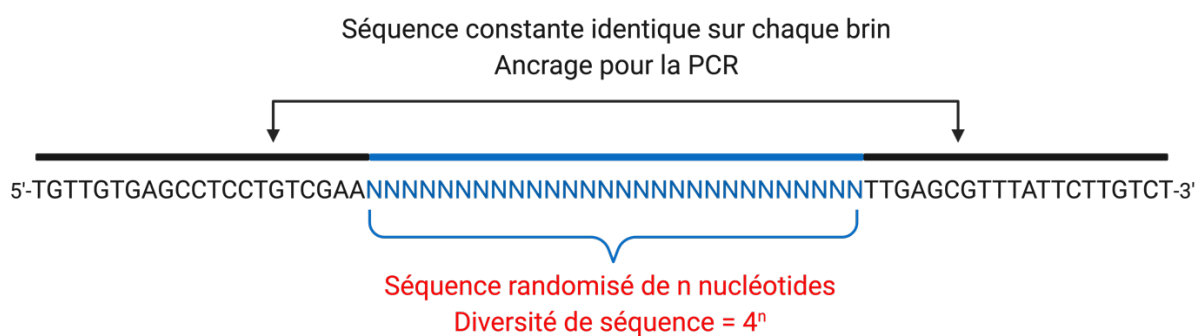 Séquence constante identique sur chaque brin
Ancrage pour la PCR
5'-TGTTGTGAGCCTCCTGTCGAANNNNNNNNNNNNNNNNNNNNNNNNNNNNTTGAGCGTTTATTCTTGTCT-3'
Séquence randomisé de n nucléotides
Diversité de séquence = 4ⁿ